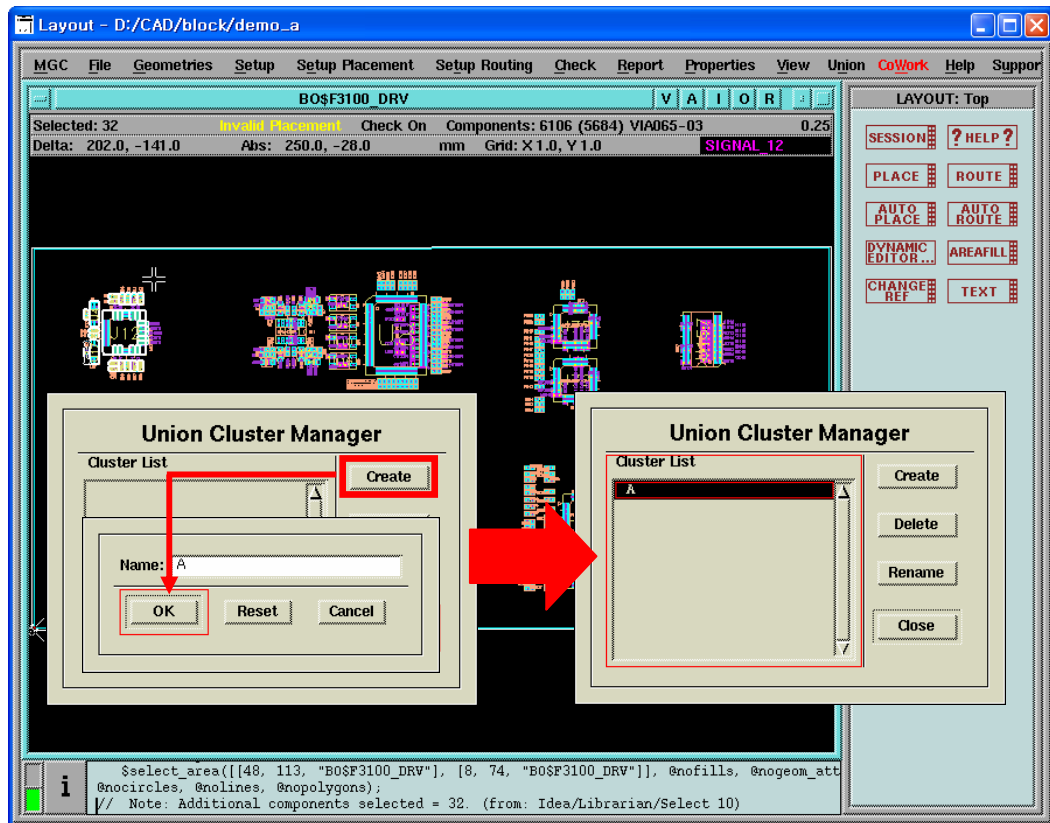 Layout - D:/CAD/block/demo_a
MGC File Geometries Setup Setup Placement Setup Routing Check Report Properties View Union CoWork Help Suppor
BO$F3100_DRV V A I O R
Selected: 32 Invalid Placement Check On Components: 6106 (5684) VIA065-03 0.25
Delta: 202.0, -141.0 Abs: 250.0, -28.0 mm Grid: X 1.0, Y 1.0 SIGNAL_12
LAYOUT: Top
SESSION ? HELP ?
PLACE ROUTE
AUTO PLACE AUTO ROUTE
DYNAMIC EDITOR... AREAFILL
CHANGE REF TEXT
U12
Union Cluster Manager
Cluster List
Create
Name: A
OK Reset Cancel
Union Cluster Manager
Cluster List
A
Create
Delete
Rename
Close
i
$select_area([[48, 113, "BO$F3100_DRV"], [8, 74, "BO$F3100_DRV"]], @nofills, @nogeom_att
@nocircles, @nolines, @nopolygons);
// Note: Additional components selected = 32. (from: Idea/Librarian/Select 10)